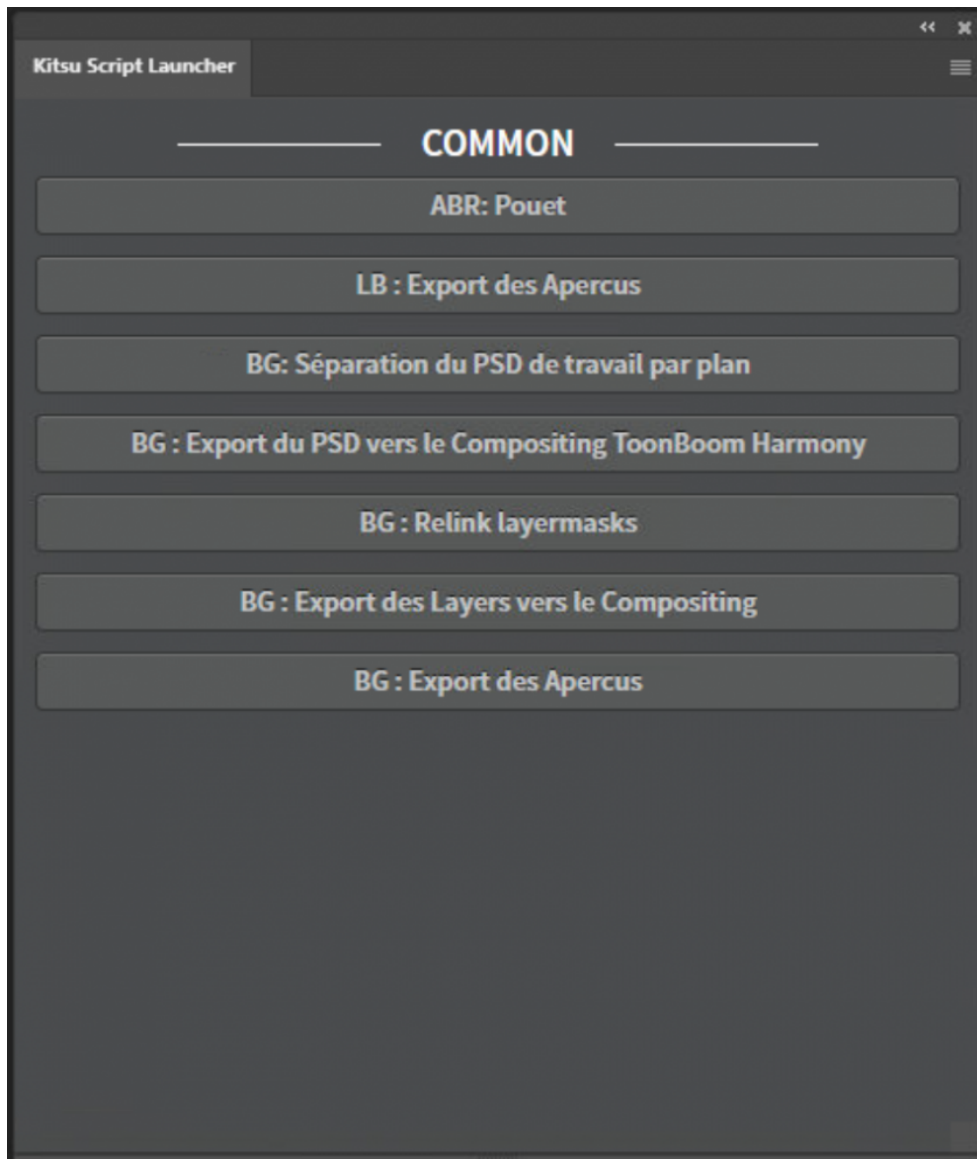 Kitsu Script Launcher
COMMON
ABR: Pouet
LB : Export des Apercus
BG: Séparation du PSD de travail par plan
BG : Export du PSD vers le Compositing ToonBoom Harmony
BG : Relink layermasks
BG : Export des Layers vers le Compositing
BG : Export des Apercus